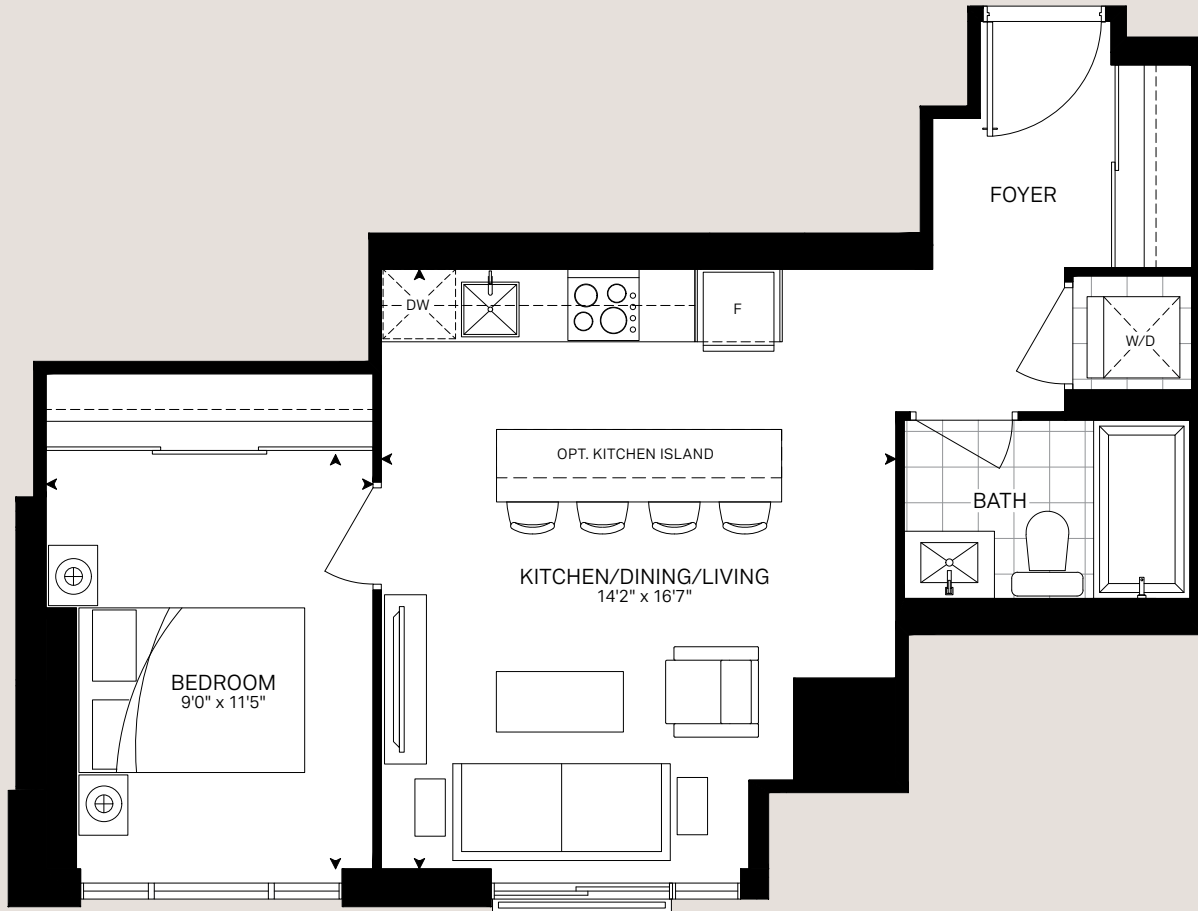 FOYER
DW
F
W/D
OPT. KITCHEN ISLAND
BATH
KITCHEN/DINING/LIVING
14'2" x 16'7"
BEDROOM
9'0" x 11'5"